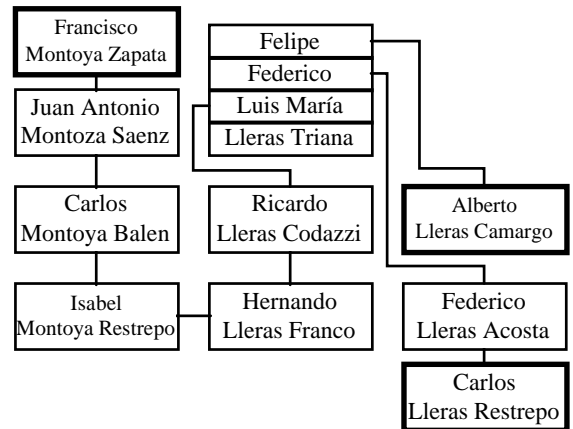 Francisco
Montoya Zapata
Felipe
Federico
Luis María
Lleras Triana
Juan Antonio
Montoza Saenz
Carlos
Montoya Balen
Ricardo
Lleras Codazzi
Alberto
Lleras Camargo
Isabel
Montoya Restrepo
Hernando
Lleras Franco
Federico
Lleras Acosta
Carlos
Lleras Restrepo